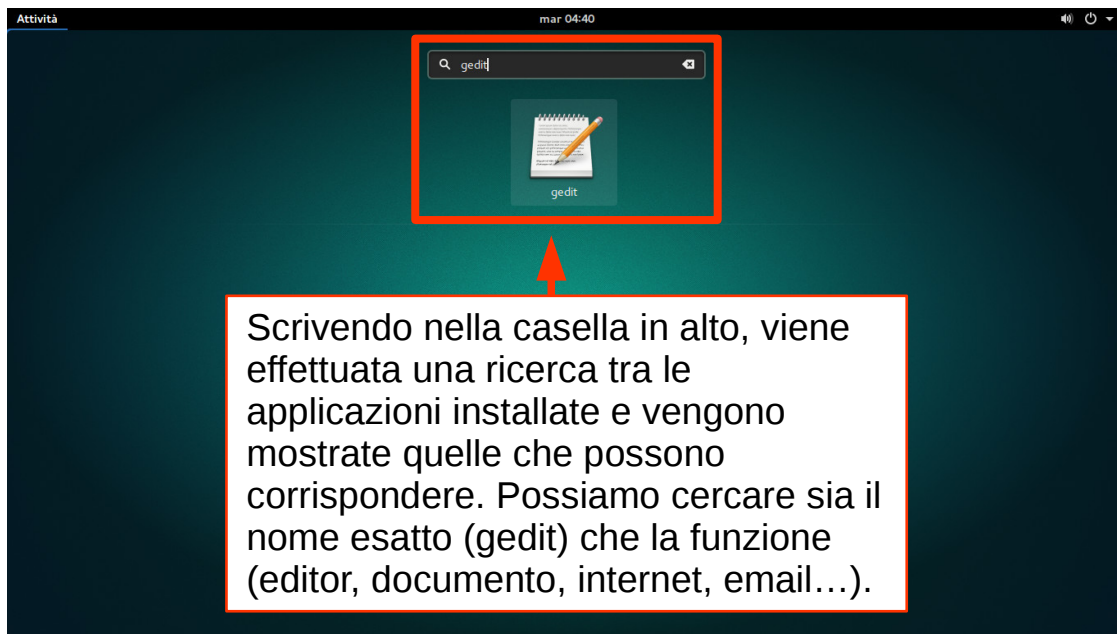 Attività
mar 04:40
gedit
gedit
Scrivendo nella casella in alto, viene
effettuata una ricerca tra le
applicazioni installate e vengono
mostrate quelle che possono
corrispondere. Possiamo cercare sia il
nome esatto (gedit) che la funzione
(editor, documento, internet, email…).